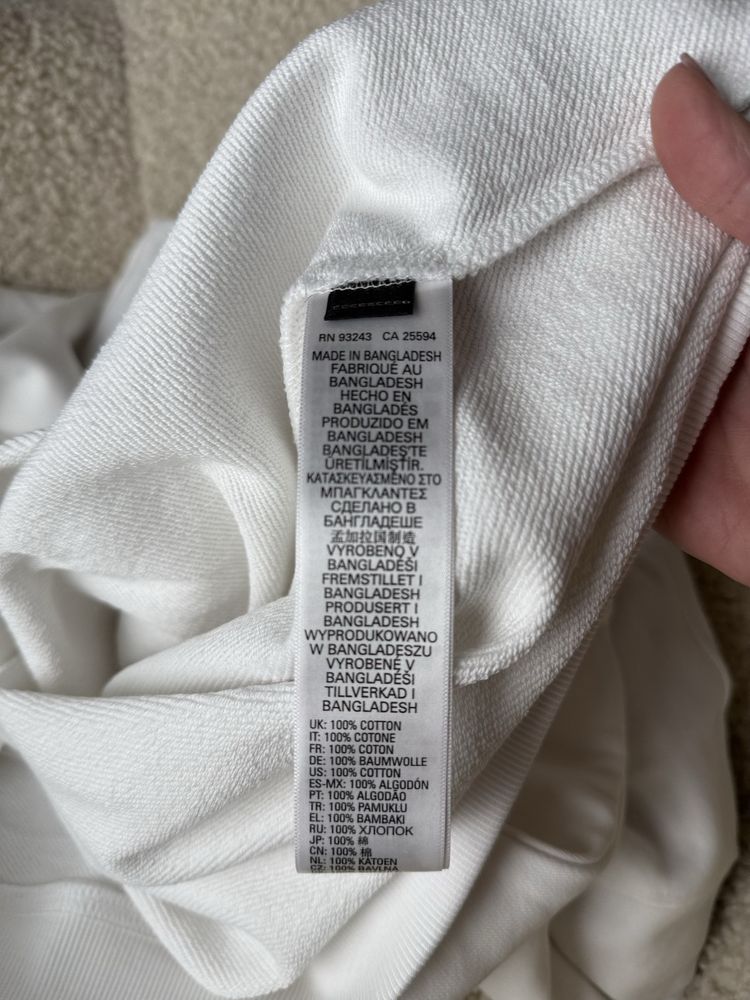 RN 93243 CA 25594
MADE IN BANGLADESH
FABRIQUÉ AU
BANGLADESH
HECHO EN
BANGLADÉS
PRODUZIDO EM
BANGLADESH
BANGLADEŞ'TE
ÜRETİLMİŞTİR.
ΚΑΤΑΣΚΕΥΑΣΜΕΝΟ ΣΤΟ
ΜΠΑΓΚΛΑΝΤΕΣ
СДЕЛАНО В
БАНГЛАДЕШЕ
孟加拉国制造
VYROBENO V
BANGLADÉŠI
FREMSTILLET I
BANGLADESH
PRODUSERT I
BANGLADESH
WYPRODUKOWANO
W BANGLADESZU
VYROBENÉ V
BANGLADÉŠI
TILLVERKAD I
BANGLADESH
UK: 100% COTTON
IT: 100% COTONE
FR: 100% COTON
DE: 100% BAUMWOLLE
US: 100% COTTON
ES-MX: 100% ALGODÓN
PT: 100% ALGODÃO
TR: 100% PAMUKLU
EL: 100% ΒΑΜΒΑΚΙ
RU: 100% ХЛОПОК
JP: 100% 綿
CN: 100% 棉
NL: 100% KATOEN
CZ: 100% BAVLNA